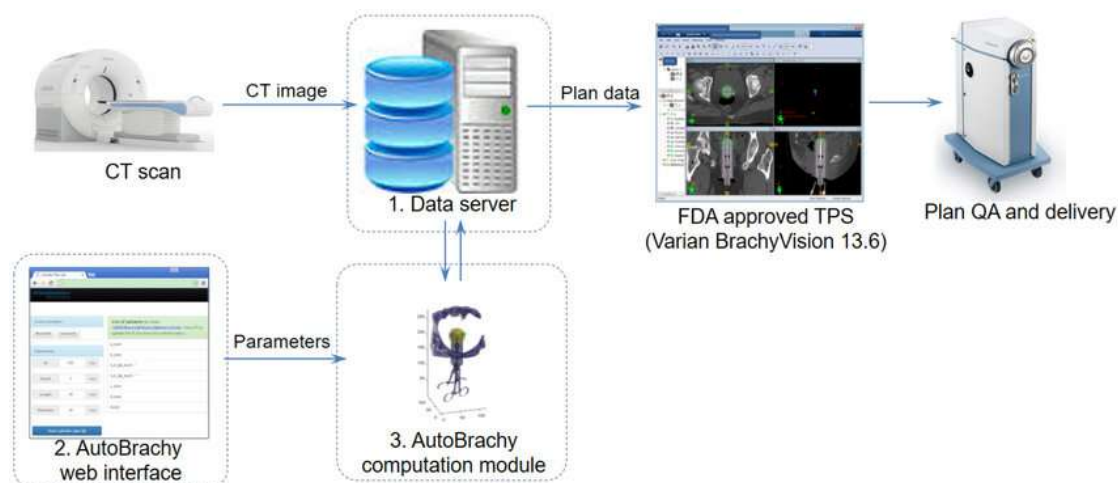 CT scan
CT image
1. Data server
Plan data
FDA approved TPS
(Varian BrachyVision 13.6)
Plan QA and delivery
2. AutoBrachy
web interface
Parameters
3. AutoBrachy
computation module